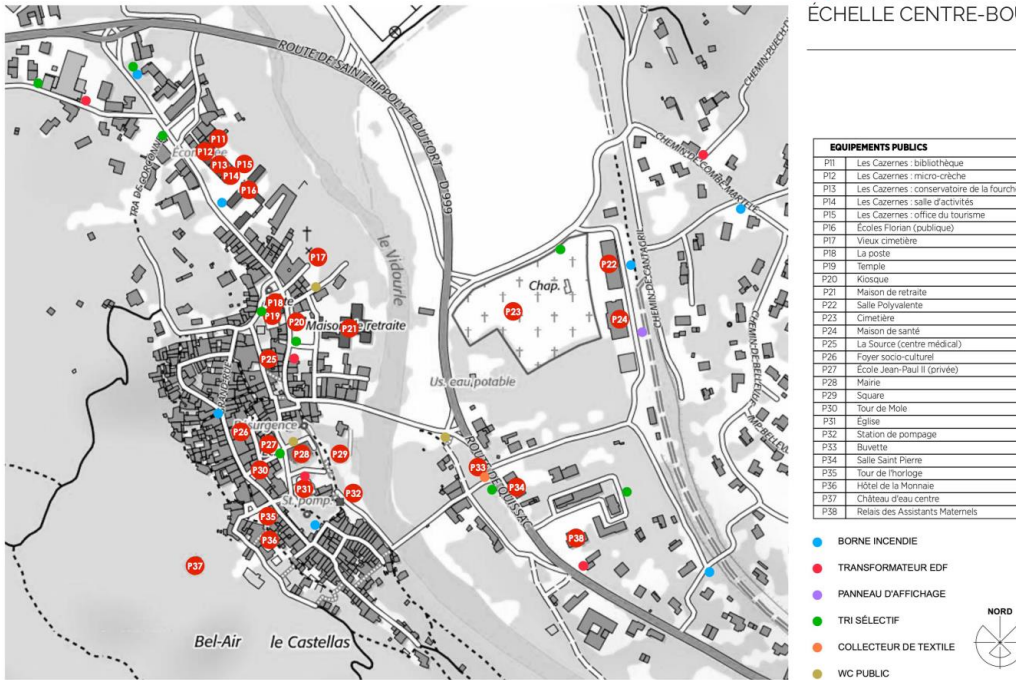 ÉCHELLE CENTRE-BOU
EQUIPEMENTS PUBLICS
P11 Les Cazernes : bibliothèque
P12 Les Cazernes : micro-crèche
P13 Les Cazernes : conservatoire de la fourche
P14 Les Cazernes : salle d'activités
P15 Les Cazernes : office du tourisme
P16 Écoles Florian (publique)
P17 Vieux cimetière
P18 La poste
P19 Temple
P20 Kiosque
P21 Maison de retraite
P22 Salle Polyvalente
P23 Cimetière
P24 Maison de santé
P25 La Source (centre médical)
P26 Foyer socio-culturel
P27 École Jean-Paul II (privée)
P28 Mairie
P29 Square
P30 Tour de Mole
P31 Église
P32 Station de pompage
P33 Buvette
P34 Salle Saint Pierre
P35 Tour de l'horloge
P36 Hôtel de la Monnaie
P37 Château d'eau centre
P38 Relais des Assistants Maternels
BORNE INCENDIE
TRANSFORMATEUR EDF
PANNEAU D'AFFICHAGE
TRI SÉLECTIF
COLLECTEUR DE TEXTILE
WC PUBLIC
NORD
ROUTE DE SAINT HIPPOLYTE DU FORT
D 999
CHEMIN PUECH
CHEMIN DE COMBE MARTELE
CHEMIN DE CANTAGRIL
CHEMIN DE BELLEVUE
IMP BELLEVU
le Vidourle
P11
P12
P13
P15
P14
P16
P17
P18
P19
P20
Maison de retraite
P21
P22
Chap.
P23
P24
P25
Us. eau potable
P26
P27
P28
P29
P30
P31
St. pomp.
P32
P33
P34
P35
P36
P37
P38
Bel-Air
le Castellas